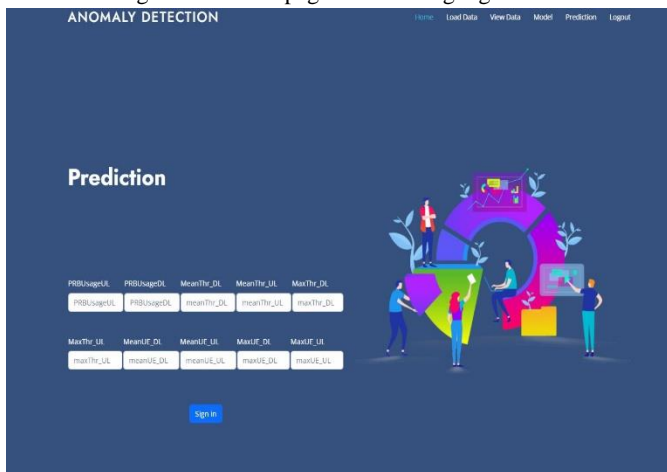 ANOMALY DETECTION
Home Load Data View Data Model Prediction Logout
Prediction
PRBUsageUL PRBUsageDL MeanThr_DL MeanThr_UL MaxThr_DL
PRBUsageUL PRBUsageDL meanThr_DL meanThr_UL maxThr_DL
MaxThr_UL MeanUE_DL MeanUE_UL MaxUE_DL MaxUE_UL
maxThr_UL meanUE_DL meanUE_UL maxUE_DL maxUE_UL
Sign in